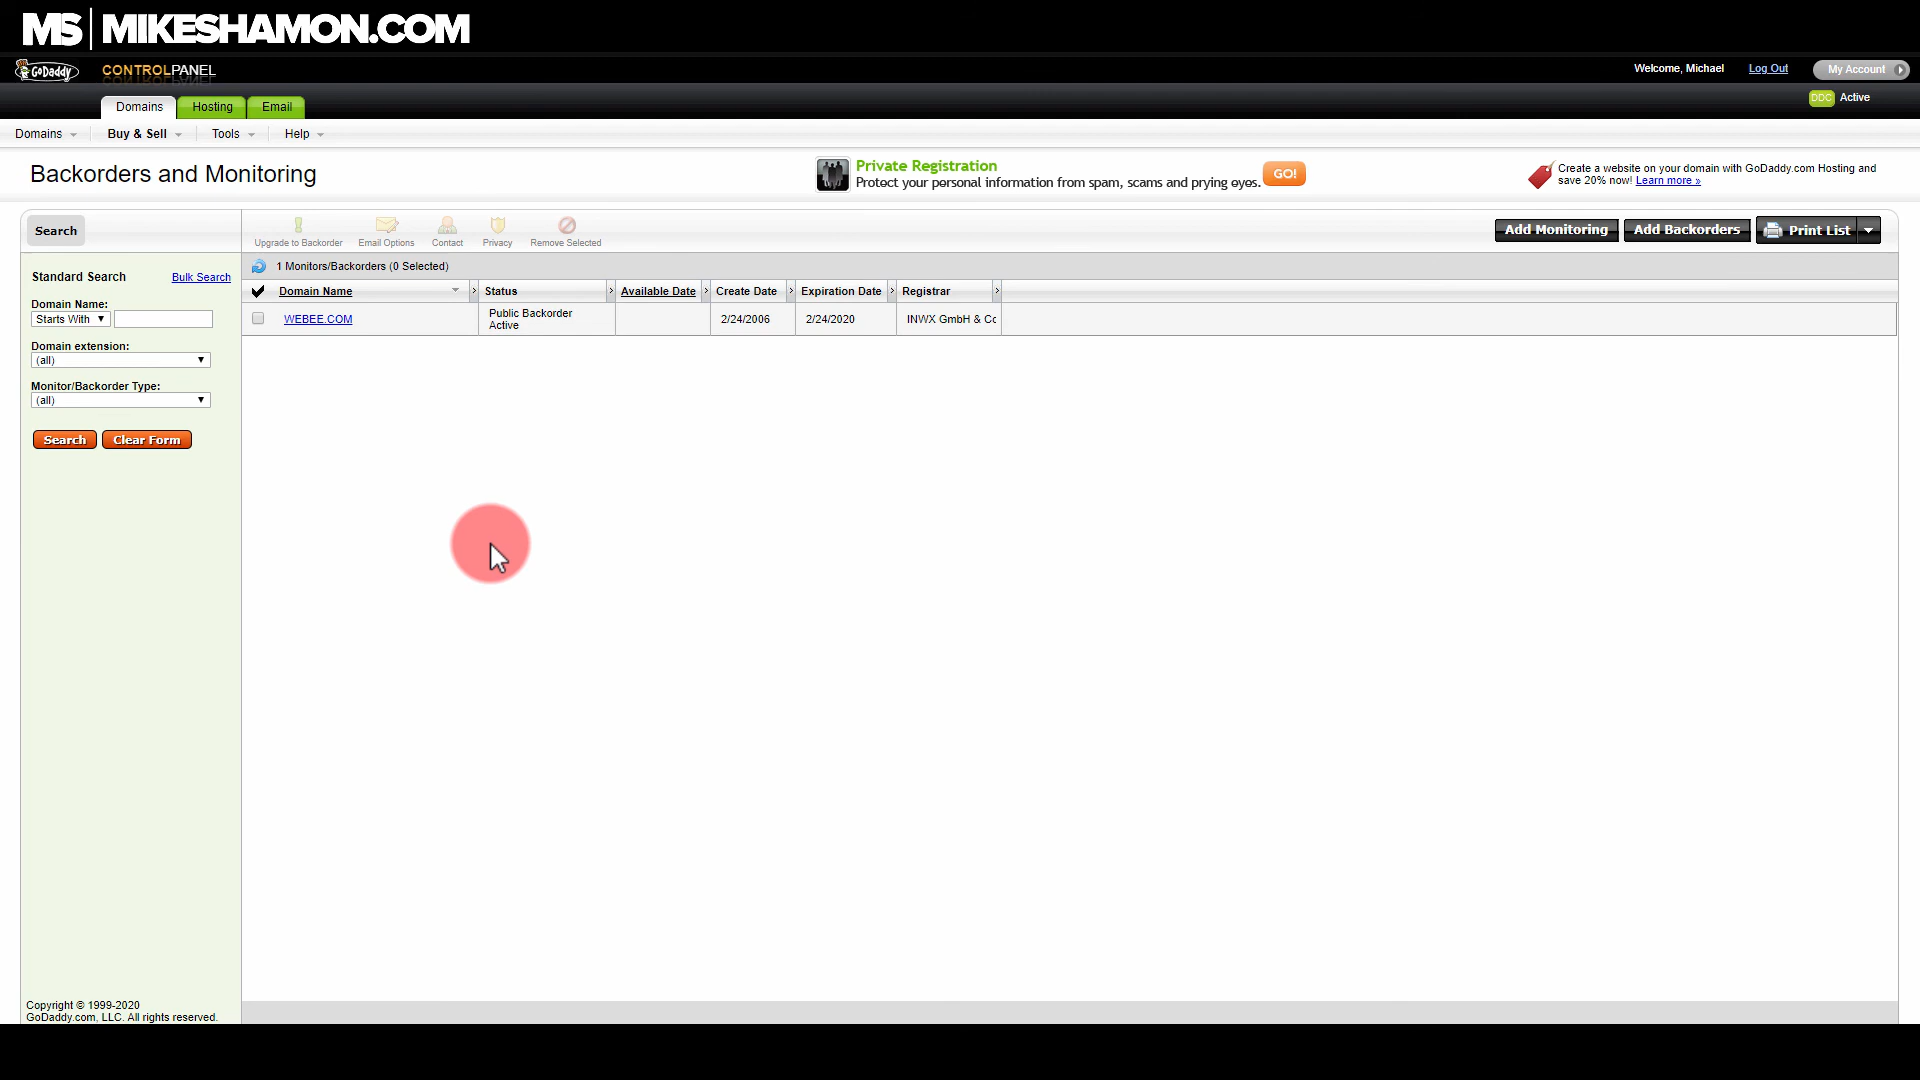 MS | MIKESHAMON.COM
GoDaddy CONTROLPANEL
Welcome, Michael Log Out My Account
Domains Hosting Email
DDC Active
Domains Buy & Sell Tools Help
Backorders and Monitoring
Private Registration
Protect your personal information from spam, scams and prying eyes.
GO!
Create a website on your domain with GoDaddy.com Hosting and
save 20% now! Learn more »
Search
Upgrade to Backorder Email Options Contact Privacy Remove Selected
Add Monitoring Add Backorders Print List
Standard Search Bulk Search
Domain Name:
Starts With
Domain extension:
(all)
Monitor/Backorder Type:
(all)
Search Clear Form
1 Monitors/Backorders (0 Selected)
Domain Name Status Available Date Create Date Expiration Date Registrar
WEBEE.COM Public Backorder Active 2/24/2006 2/24/2020 INWX GmbH & Cc
Copyright © 1999-2020
GoDaddy.com, LLC. All rights reserved.